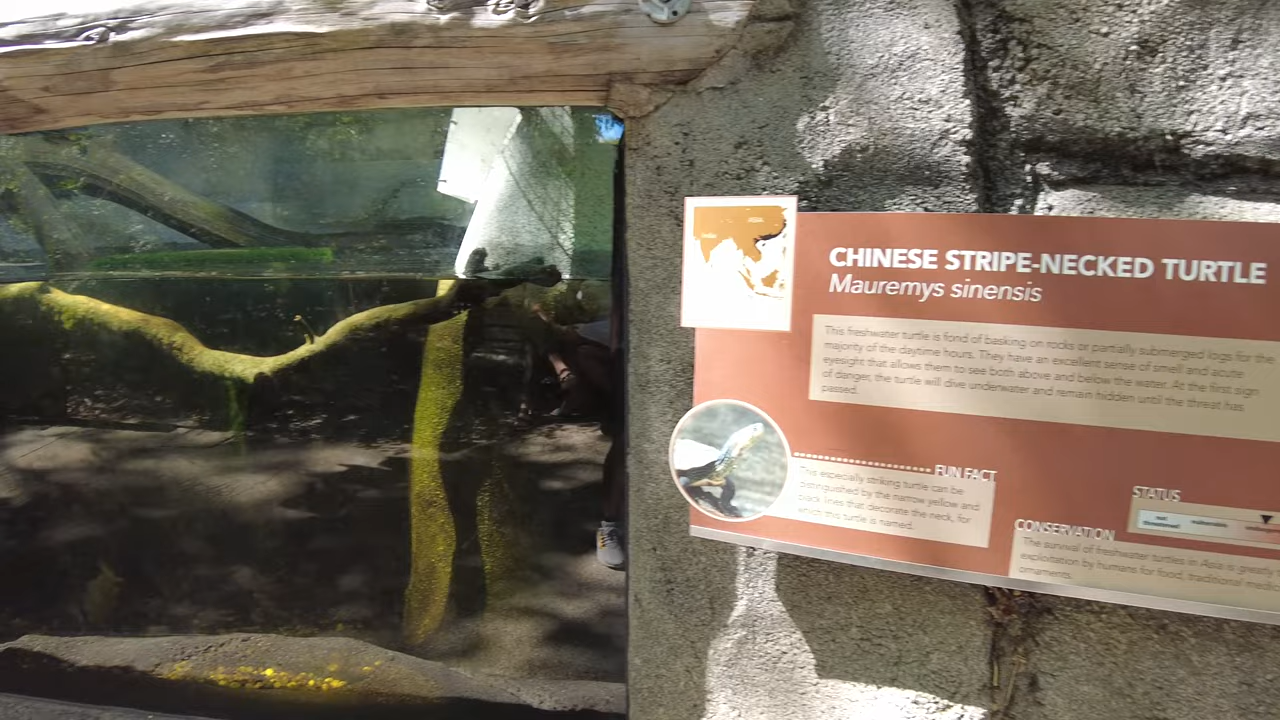 CHINESE STRIPE-NECKED TURTLE
Mauremys sinensis
This freshwater turtle is fond of basking on rocks or partially submerged logs for the
majority of the daytime hours. They have an excellent sense of smell and acute
eyesight that allows them to see both above and below the water. At the first sign
of danger, the turtle will dive underwater and remain hidden until the threat has
passed.
FUN FACT
This especially striking turtle can be
distinguished by the narrow yellow and
black lines that decorate the neck, for
which this turtle is named.
STATUS
not
threatened
vulnerable
CONSERVATION
The survival of freshwater turtles in Asia is greatly
exploitation by humans for food, traditional
ornaments.